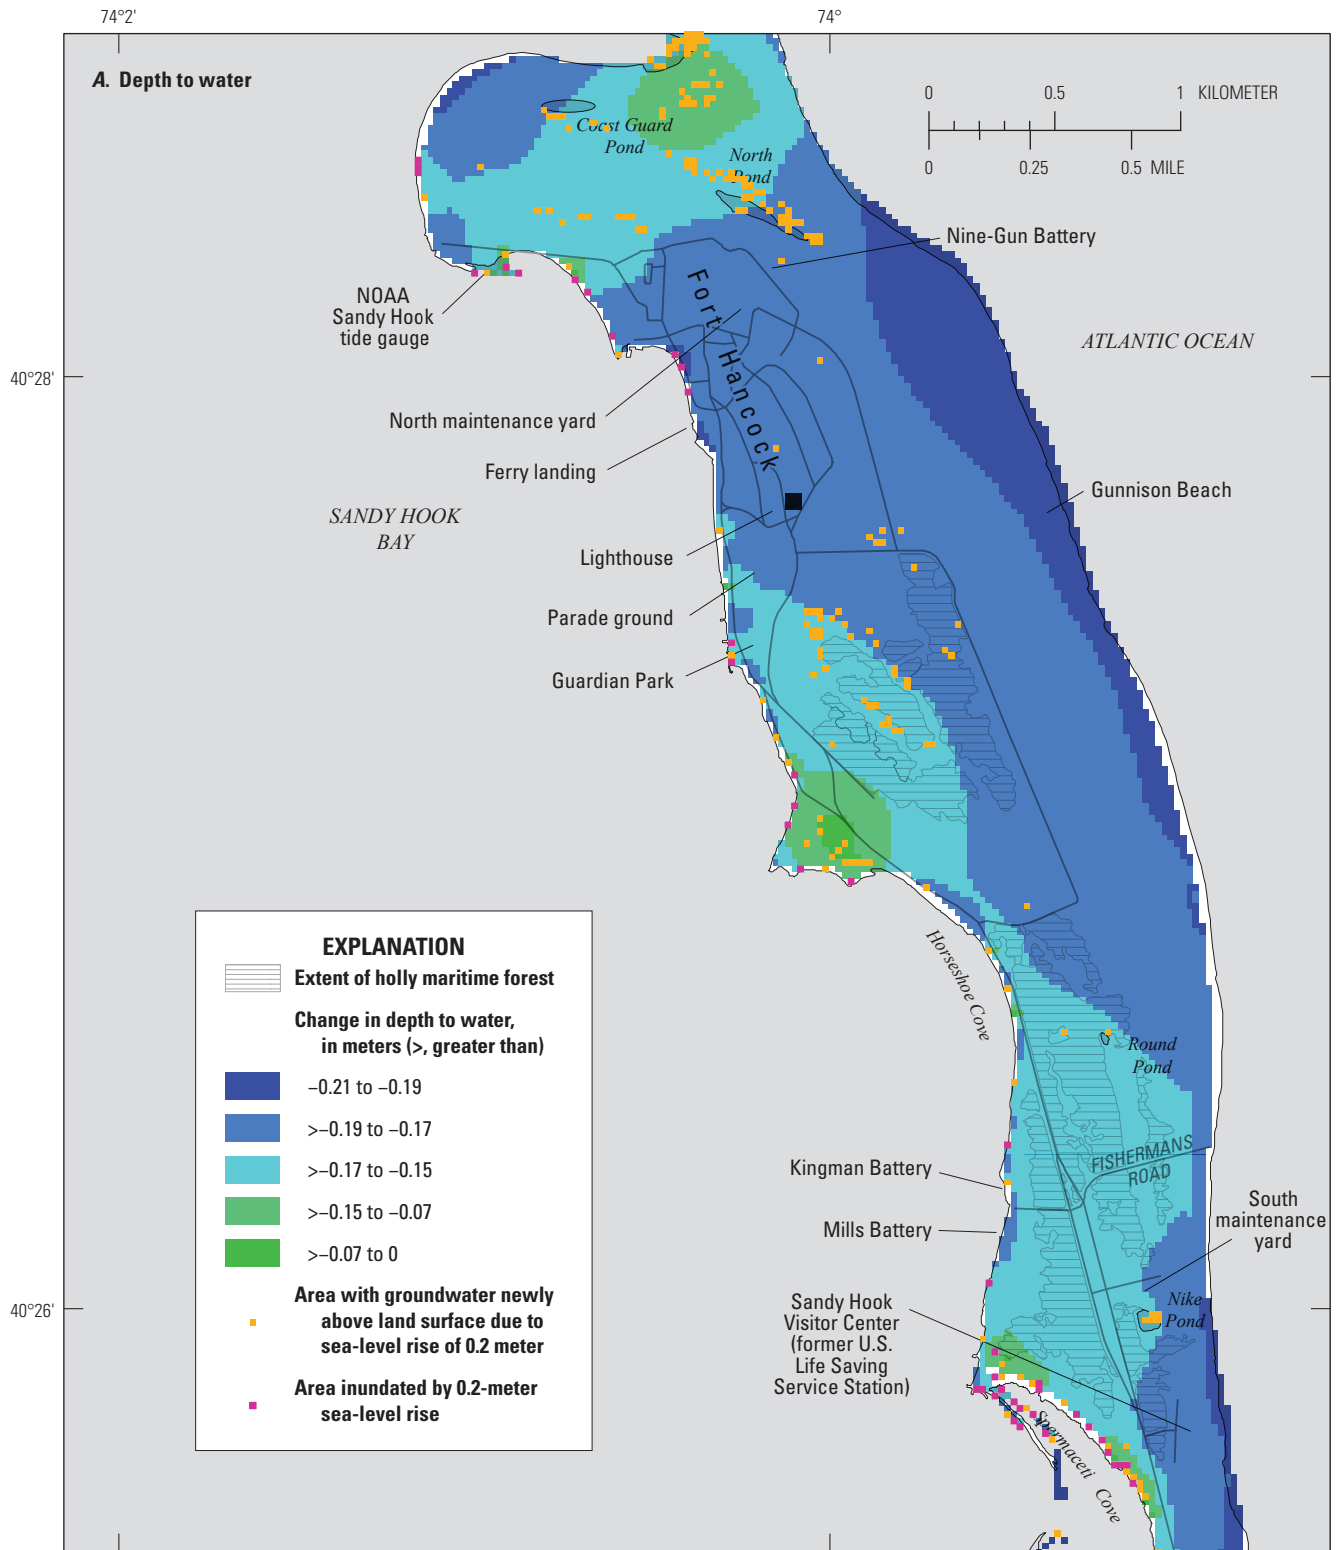 74°2'
74°
A. Depth to water
0 0.5 1 KILOMETER
0 0.25 0.5 MILE
Coast Guard
Pond
North
Pond
Nine-Gun Battery
NOAA
Sandy Hook
tide gauge
Fort Hancock
ATLANTIC OCEAN
40°28'
North maintenance yard
Ferry landing
Gunnison Beach
SANDY HOOK
BAY
Lighthouse
Parade ground
Guardian Park
Horseshoe Cove
Round
Pond
FISHERMANS
ROAD
Kingman Battery
Mills Battery
South
maintenance
yard
Nike
Pond
40°26'
Sandy Hook
Visitor Center
(former U.S.
Life Saving
Service Station)
Spermaceti Cove
EXPLANATION
Extent of holly maritime forest
Change in depth to water,
in meters (>, greater than)
−0.21 to −0.19
>−0.19 to −0.17
>−0.17 to −0.15
>−0.15 to −0.07
>−0.07 to 0
Area with groundwater newly
above land surface due to
sea-level rise of 0.2 meter
Area inundated by 0.2-meter
sea-level rise